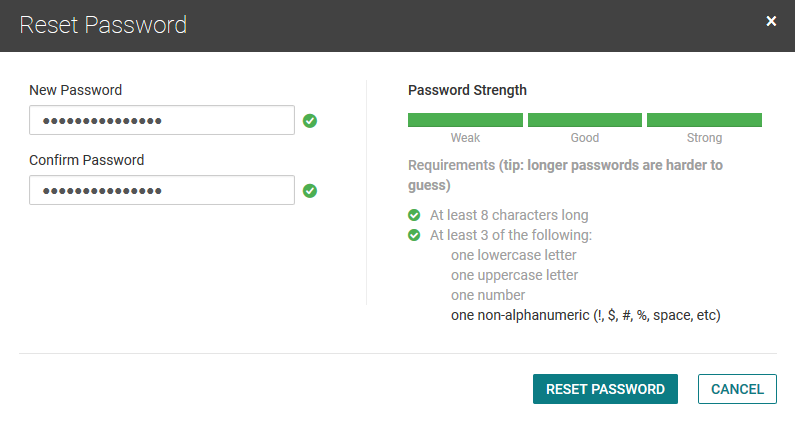 Reset Password
×
New Password
•••••••••••••••
Confirm Password
•••••••••••••••
Password Strength
Weak Good Strong
Requirements (tip: longer passwords are harder to
guess)
At least 8 characters long
At least 3 of the following:
one lowercase letter
one uppercase letter
one number
one non-alphanumeric (!, $, #, %, space, etc)
RESET PASSWORD CANCEL